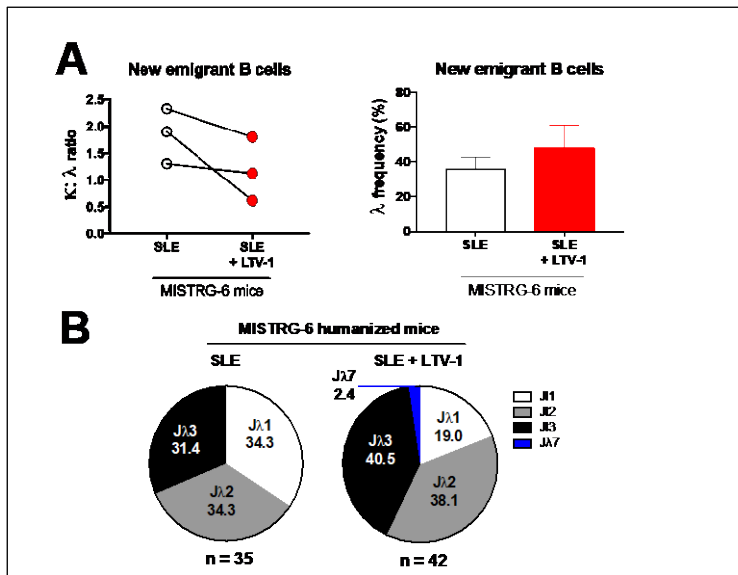 A
New emigrant B cells
κ: λ ratio
2.5
2.0
1.5
1.0
0.5
0.0
SLE
SLE
+ LTV-1
MISTRG-6 mice
New emigrant B cells
λ frequency (%)
80
60
40
20
0
SLE
SLE
+ LTV-1
MISTRG-6 mice
B
MISTRG-6 humanized mice
SLE
Jλ3
31.4
Jλ1
34.3
Jλ2
34.3
n = 35
SLE + LTV-1
Jλ7
2.4
Jλ1
19.0
Jλ3
40.5
Jλ2
38.1
n = 42
Jl1
Jl2
Jl3
Jλ7